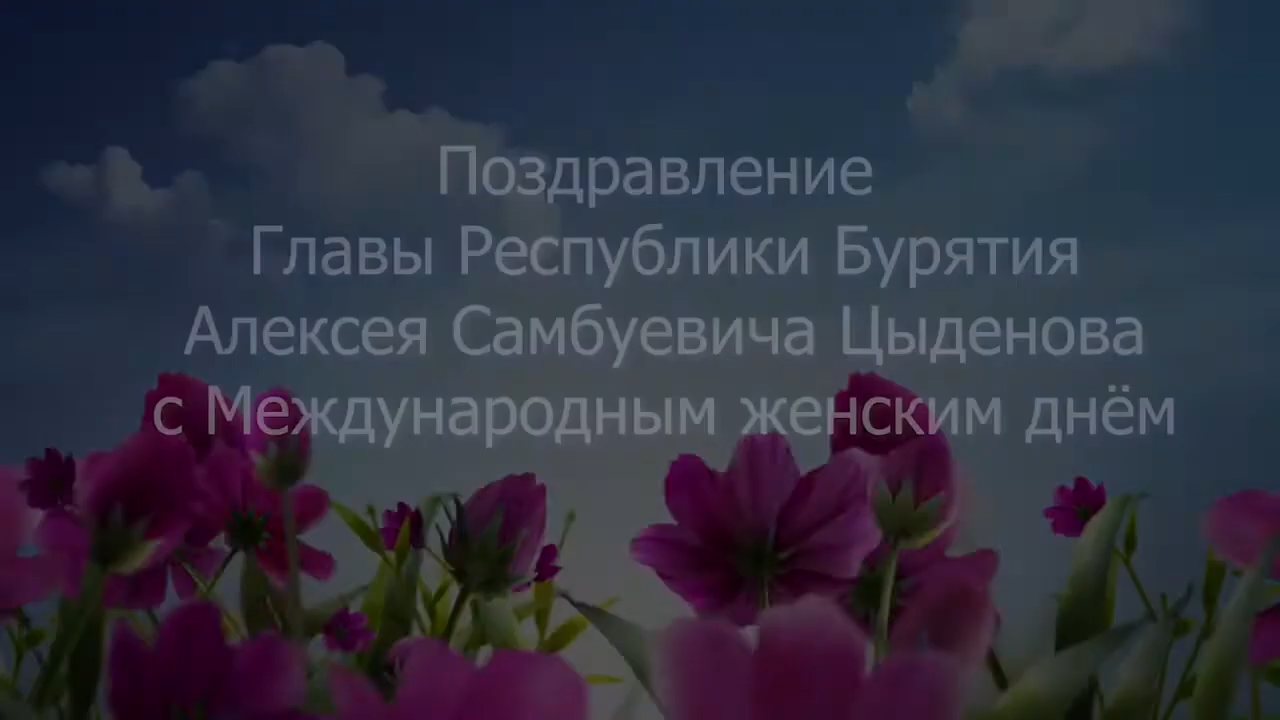 Поздравление
Главы Республики Бурятия
Алексея Самбуевича Цыденова
с Международным женским днём